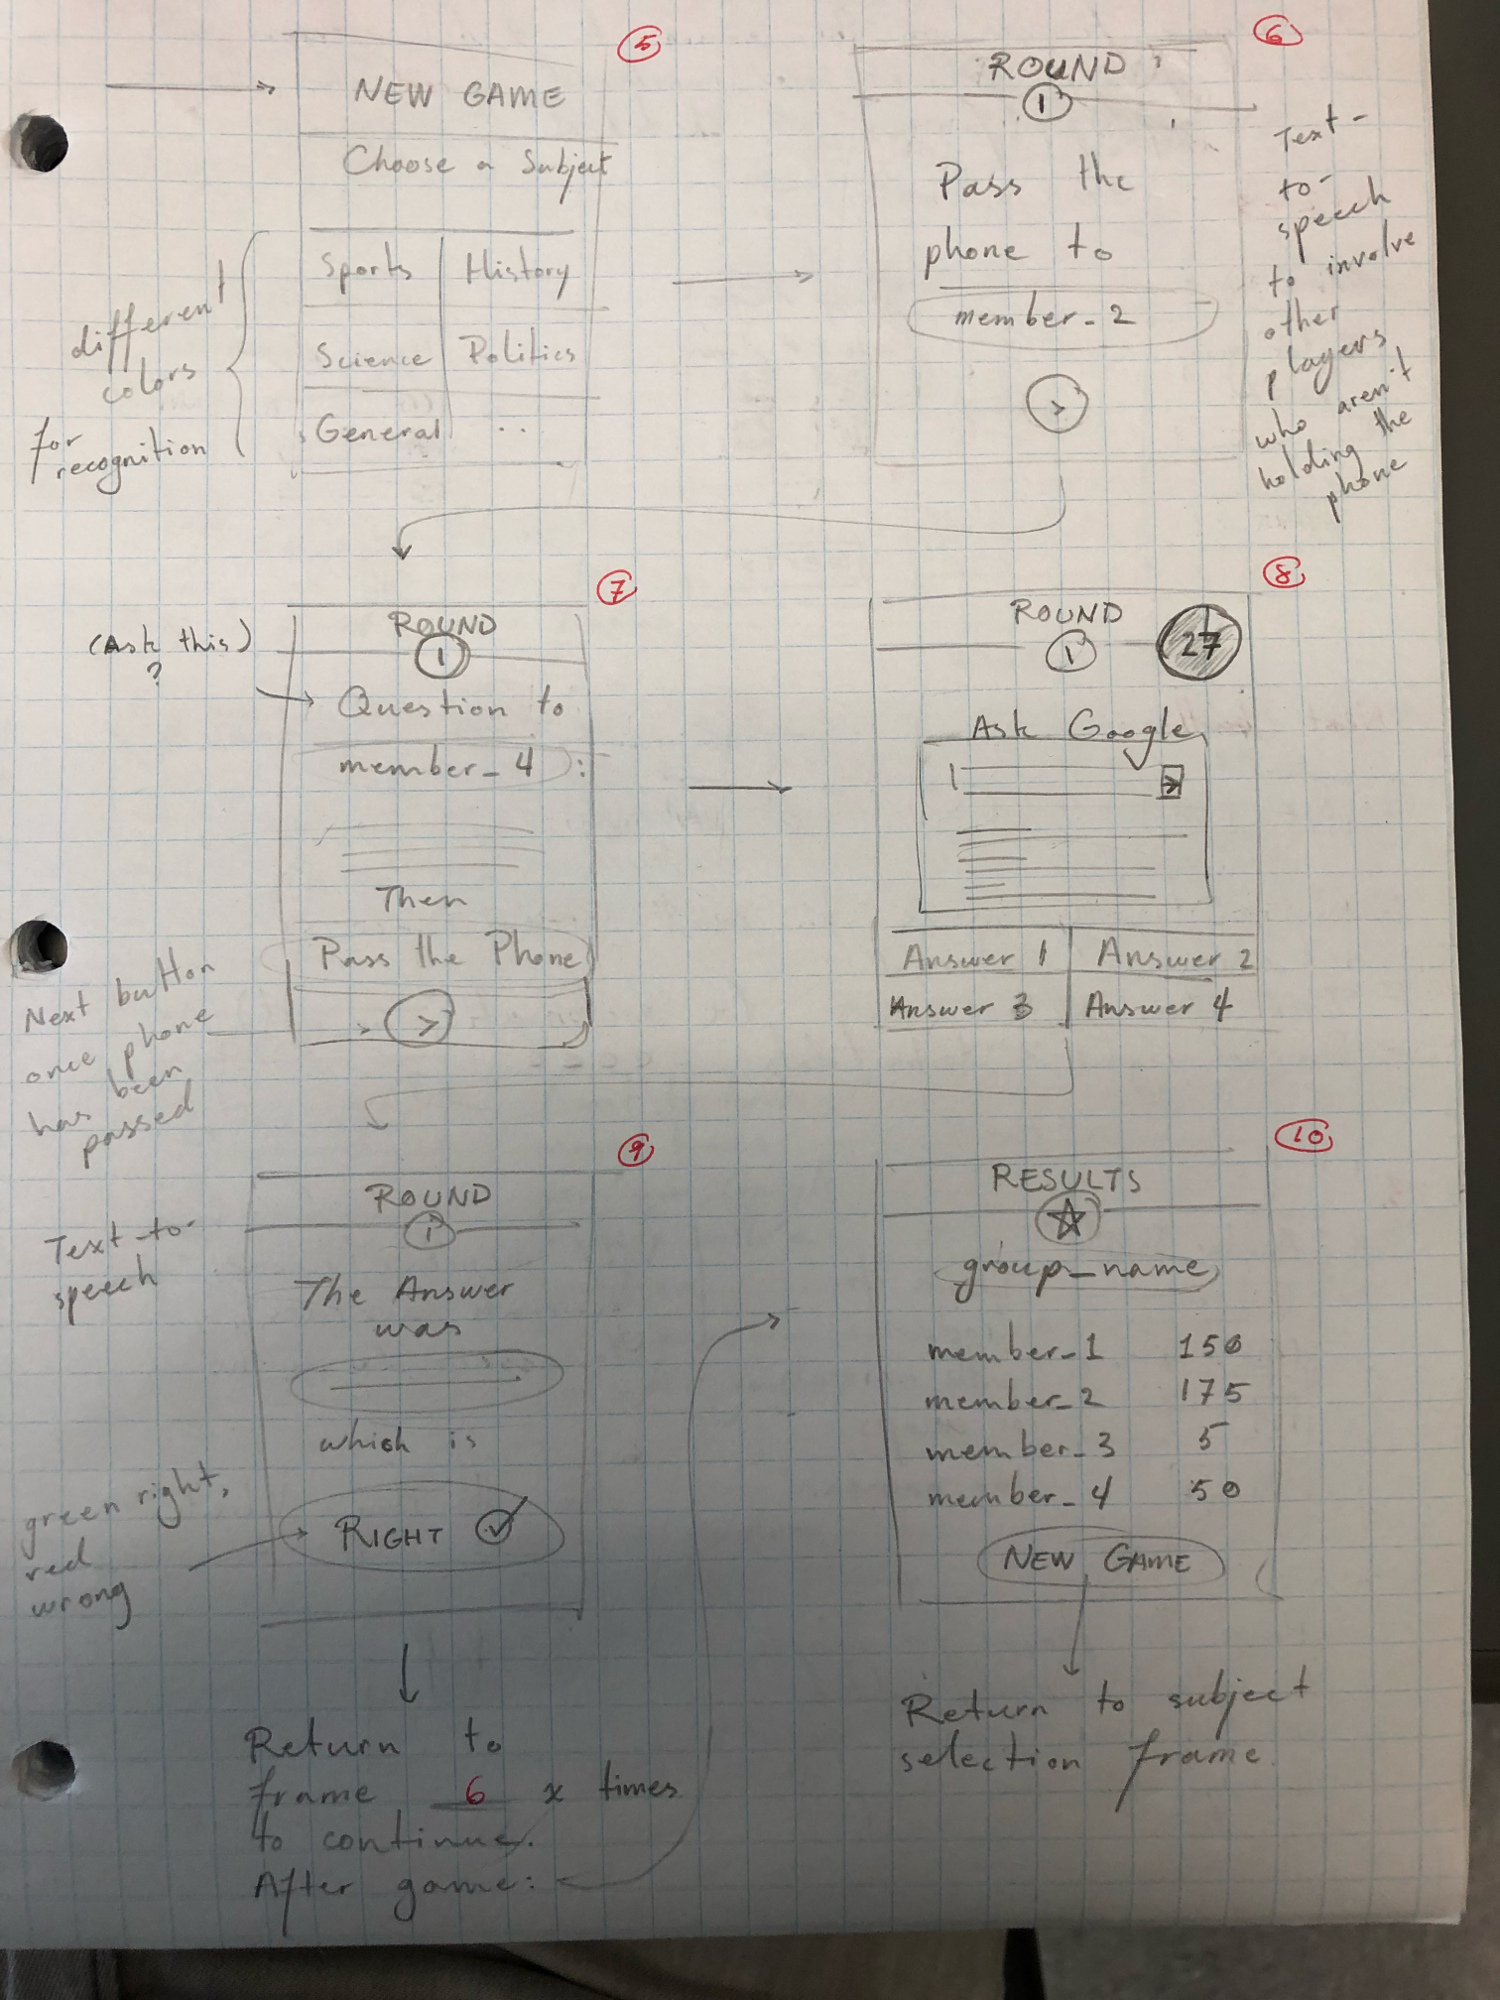 5
NEW GAME
Choose a Subject
Sports History
Science Politics
General ..
different
colors
for
recognition
6
ROUND
1
Pass the
phone to
member_2
>
Text-
to-
speech
to involve
other
players
who aren't
holding the
phone
7
(Ask this)
?
ROUND
1
Question to
member_4 :
Then
Pass the Phone
>
Next button
once phone
has been
passed
8
ROUND
1
27
Ask Google
Answer 1 Answer 2
Answer 3 Answer 4
9
ROUND
1
Text-to-
speech
The Answer
was
which is
RIGHT
green right,
red
wrong
Return to
frame 6 x times
to continue.
After game:
10
RESULTS
group_name
member_1 150
member_2 175
member_3 5
member_4 50
NEW GAME
Return to subject
selection frame.